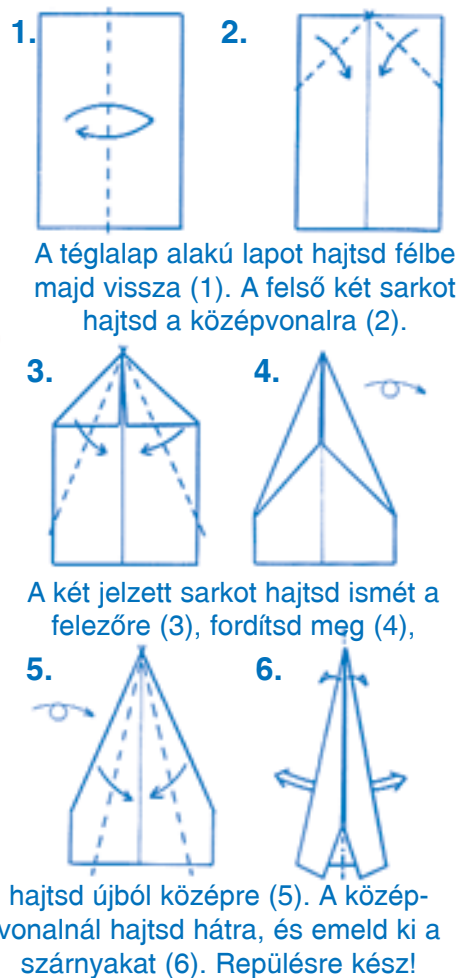 1.
2.
A téglalap alakú lapot hajtsd félbe
majd vissza (1). A felső két sarkot
hajtsd a középvonalra (2).
3.
4.
A két jelzett sarkot hajtsd ismét a
felezőre (3), fordítsd meg (4),
5.
6.
hajtsd újból középre (5). A közép-
vonalnál hajtsd hátra, és emeld ki a
szárnyakat (6). Repülésre kész!